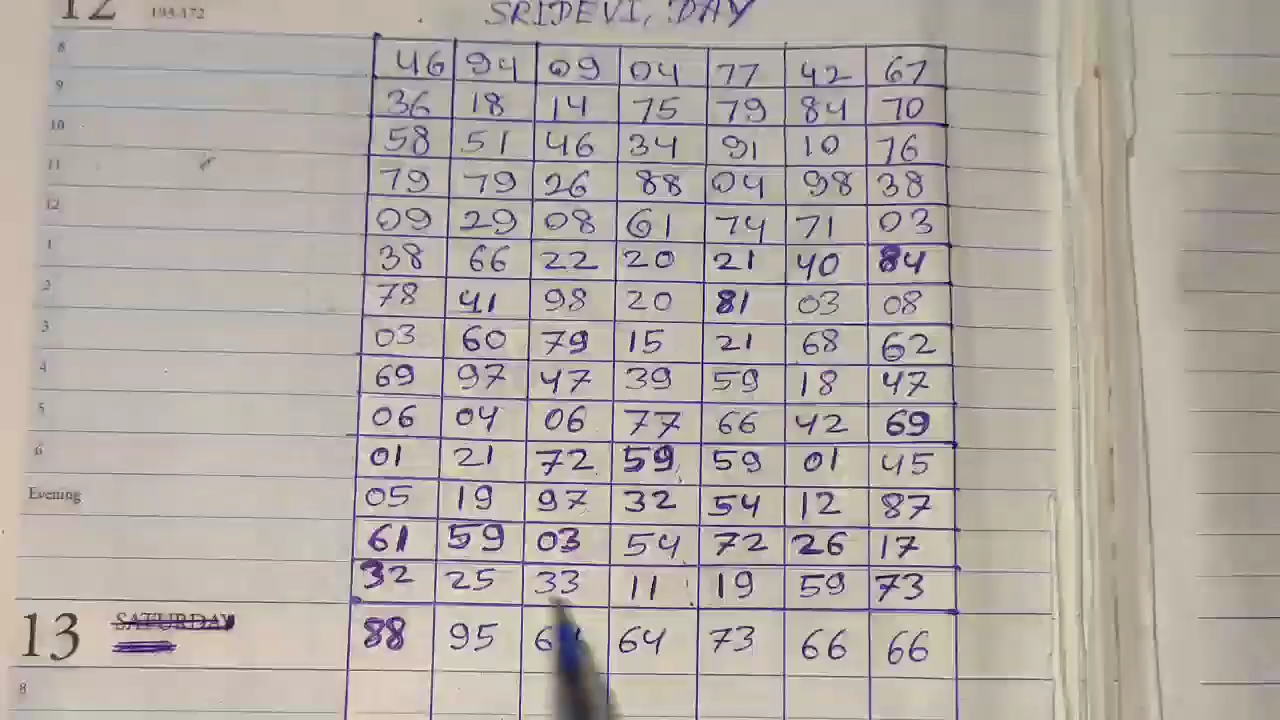 12 193-172
SRIDEVI, DAY
8 46 94 09 04 77 42 67
9 36 18 14 75 79 84 70
10 58 51 46 34 91 10 76
11 79 79 26 88 04 98 38
12 09 29 08 61 74 71 03
1 38 66 22 20 21 40 84
2 78 41 98 20 81 03 08
3 03 60 79 15 21 68 62
4 69 97 47 39 59 18 47
5 06 04 06 77 66 42 69
6 01 21 72 59 59 01 45
Evening 05 19 97 32 54 12 87
61 59 03 54 72 26 17
32 25 33 11 19 59 73
13 SATURDAY 88 95 64 73 66 66
8